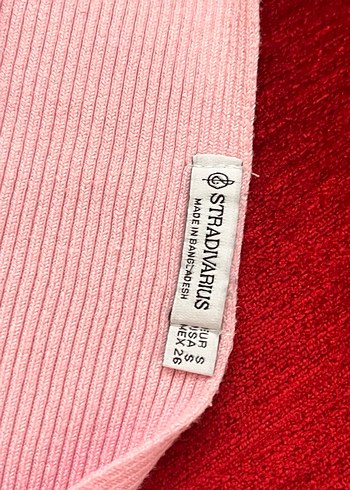 STRADIVARIUS
MADE IN BANGLADESH
EUR S
USA S
MEX 26